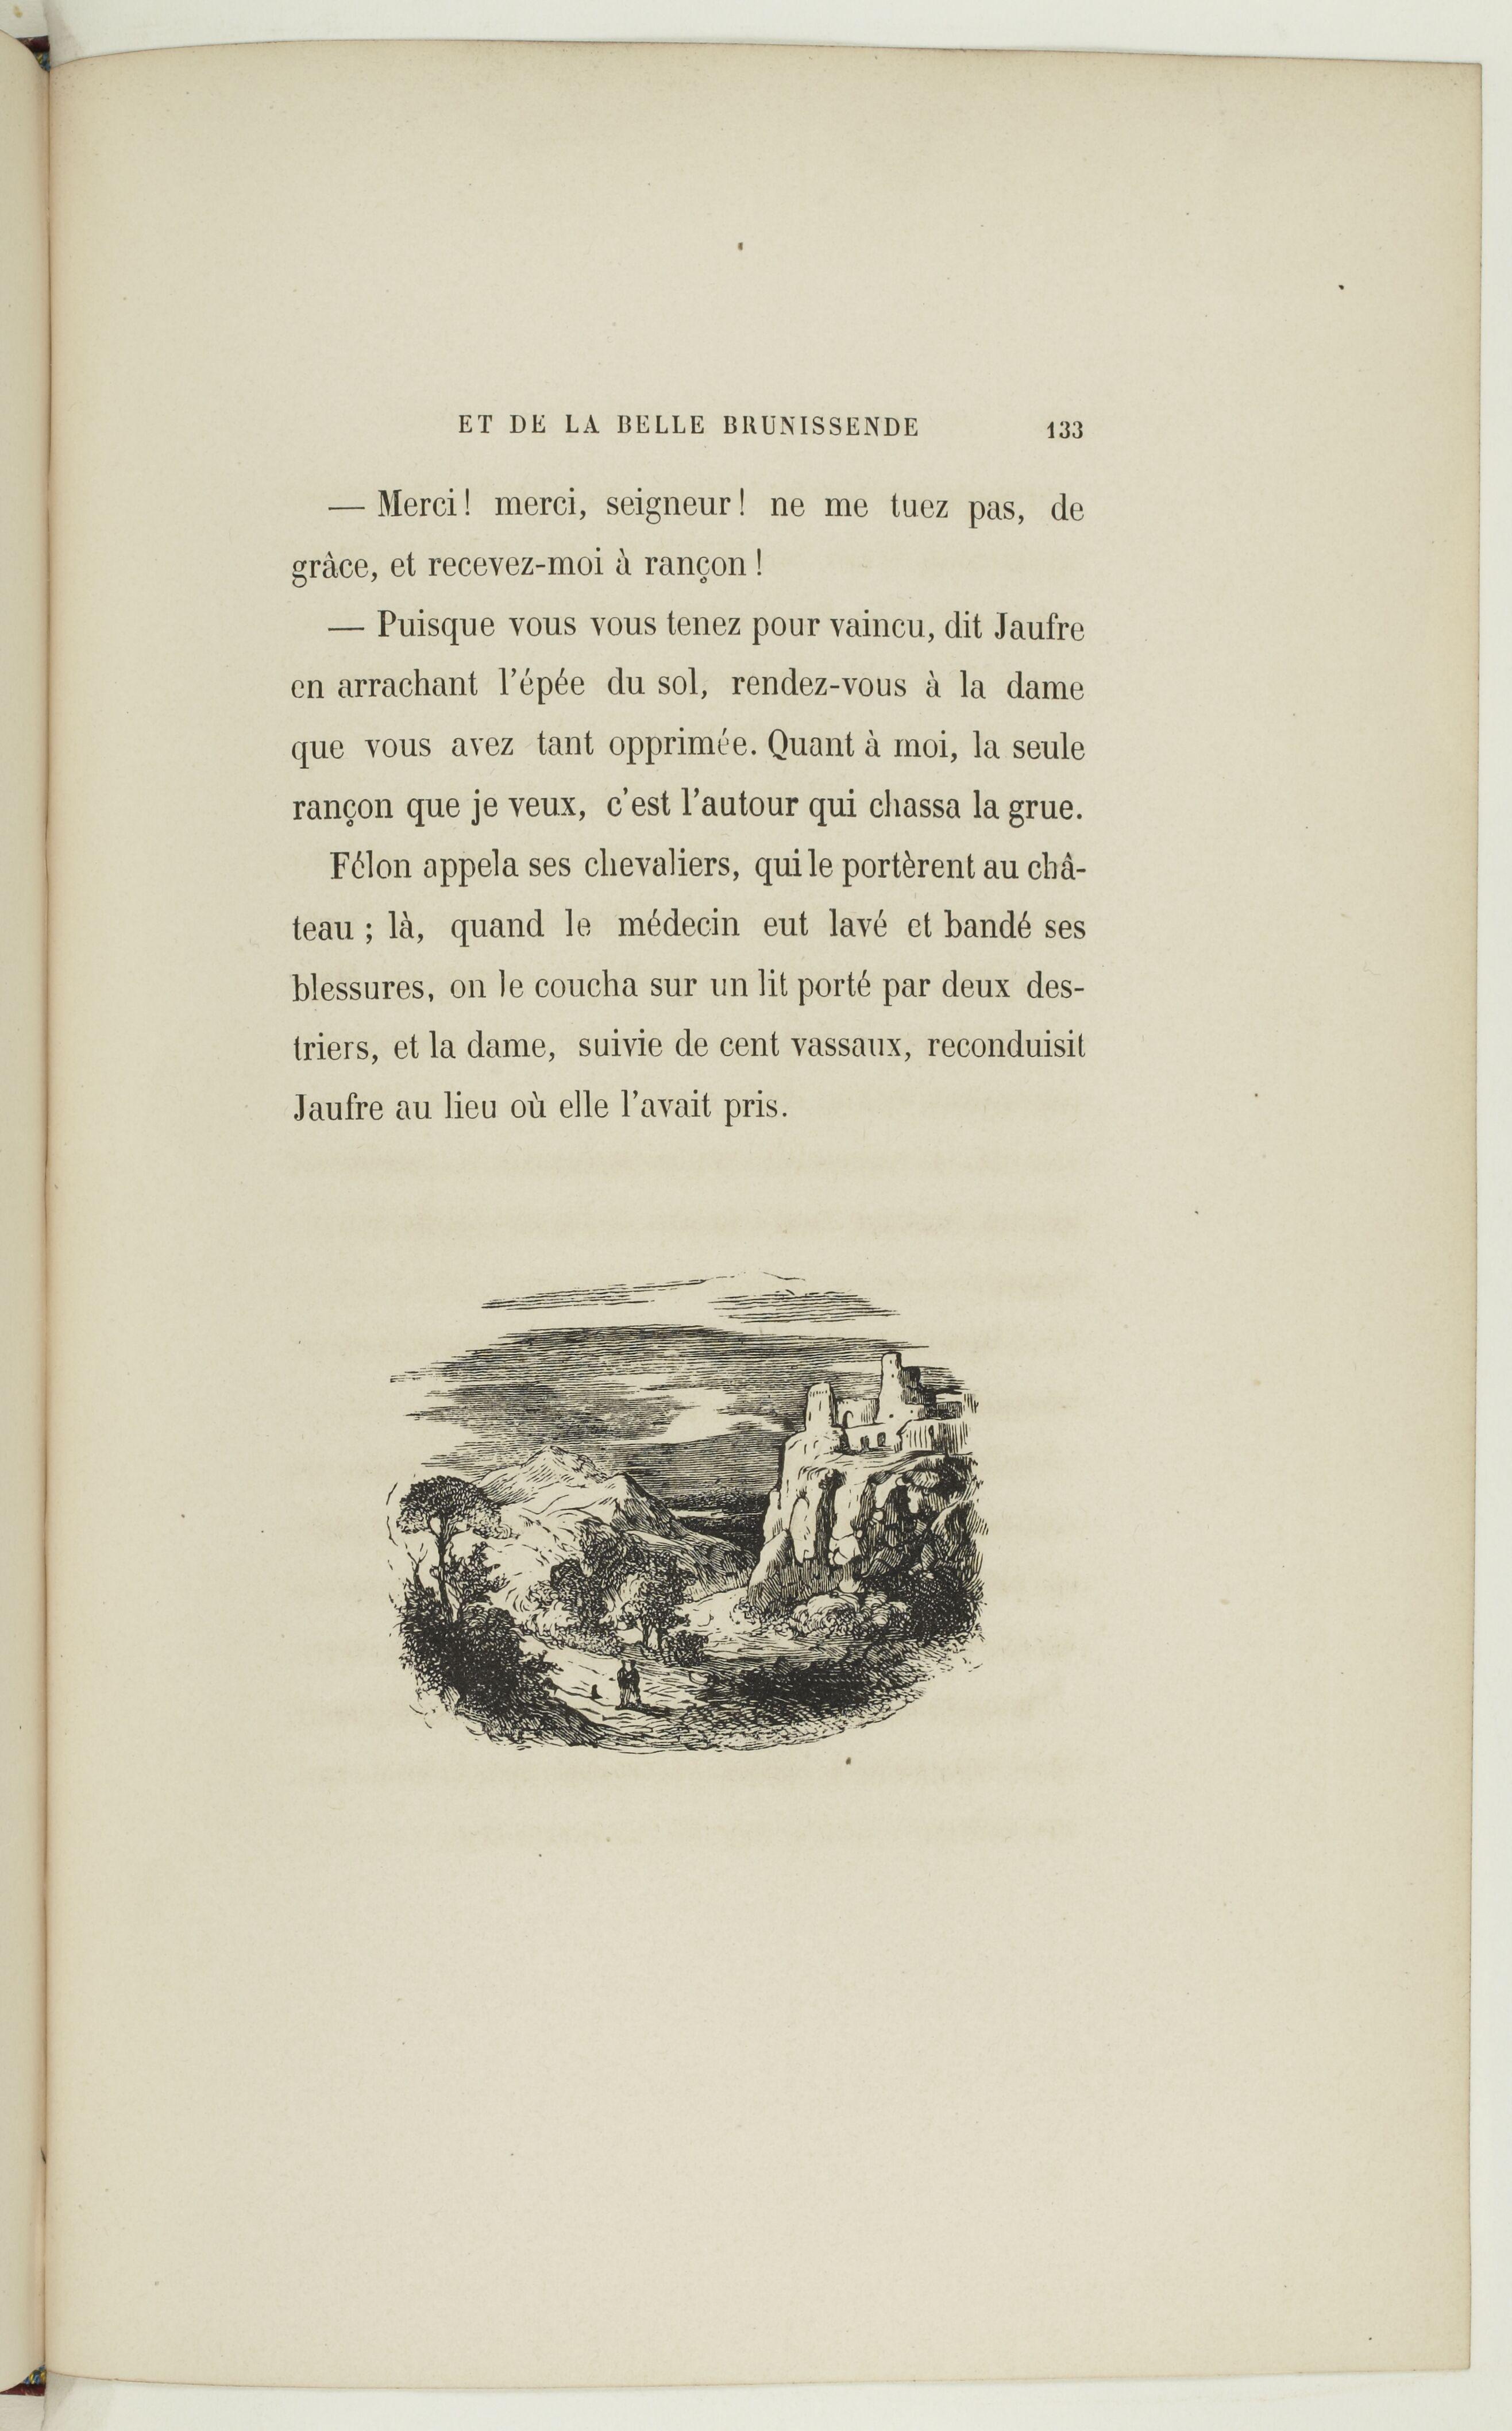 ET DE LA BELLE BRUNISSENDE 133
— Merci! merci, seigneur! ne me tuez pas, de
grâce, et recevez-moi à rançon !
— Puisque vous vous tenez pour vaincu, dit Jaufre
en arrachant l'épée du sol, rendez-vous à la dame
que vous avez tant opprimée. Quant à moi, la seule
rançon que je veux, c'est l'autour qui chassa la grue.
Félon appela ses chevaliers, qui le portèrent au châ-
teau ; là, quand le médecin eut lavé et bandé ses
blessures, on le coucha sur un lit porté par deux des-
triers, et la dame, suivie de cent vassaux, reconduisit
Jaufre au lieu où elle l'avait pris.